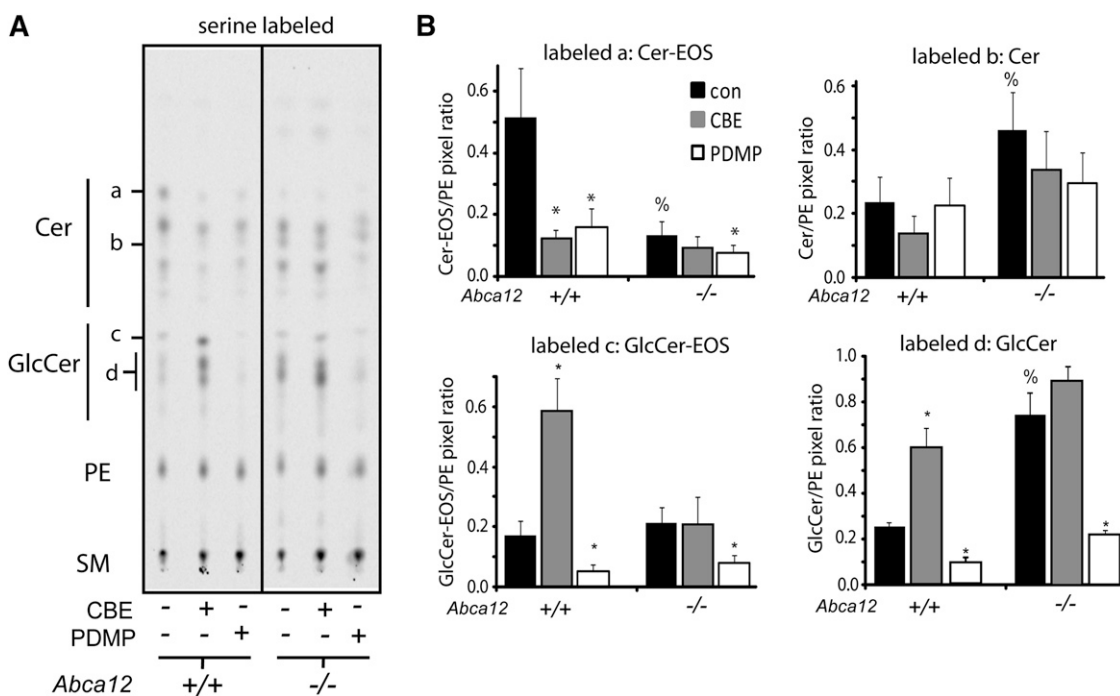 A
serine labeled
Cer
a
b
GlcCer
c
d
PE
SM
CBE - + - - + -
PDMP - - + - - +
Abca12 +/+ -/-
B
labeled a: Cer-EOS
Cer-EOS/PE pixel ratio
0.6
0.4
0.2
0.0
con
CBE
PDMP
* * % *
Abca12 +/+ -/-
labeled b: Cer
Cer/PE pixel ratio
0.6
0.4
0.2
0.0
%
Abca12 +/+ -/-
labeled c: GlcCer-EOS
GlcCer-EOS/PE pixel ratio
0.6
0.4
0.2
0.0
* * *
Abca12 +/+ -/-
labeled d: GlcCer
GlcCer/PE pixel ratio
1.0
0.8
0.6
0.4
0.2
0.0
* * % *
Abca12 +/+ -/-